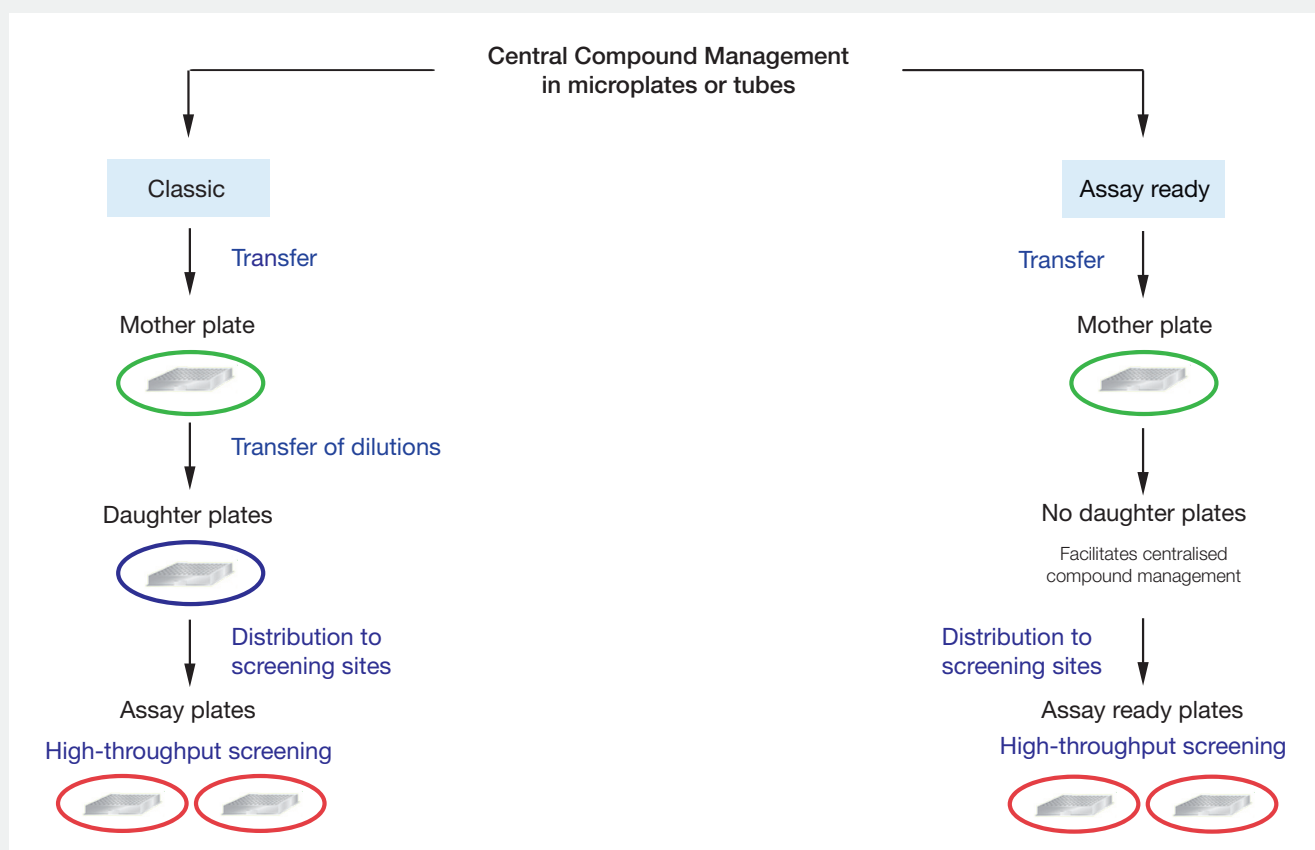 Central Compound Management
in microplates or tubes
Classic
Transfer
Mother plate
Transfer of dilutions
Daughter plates
Distribution to
screening sites
Assay plates
High-throughput screening
Assay ready
Transfer
Mother plate
No daughter plates
Facilitates centralised
compound management
Distribution to
screening sites
Assay ready plates
High-throughput screening